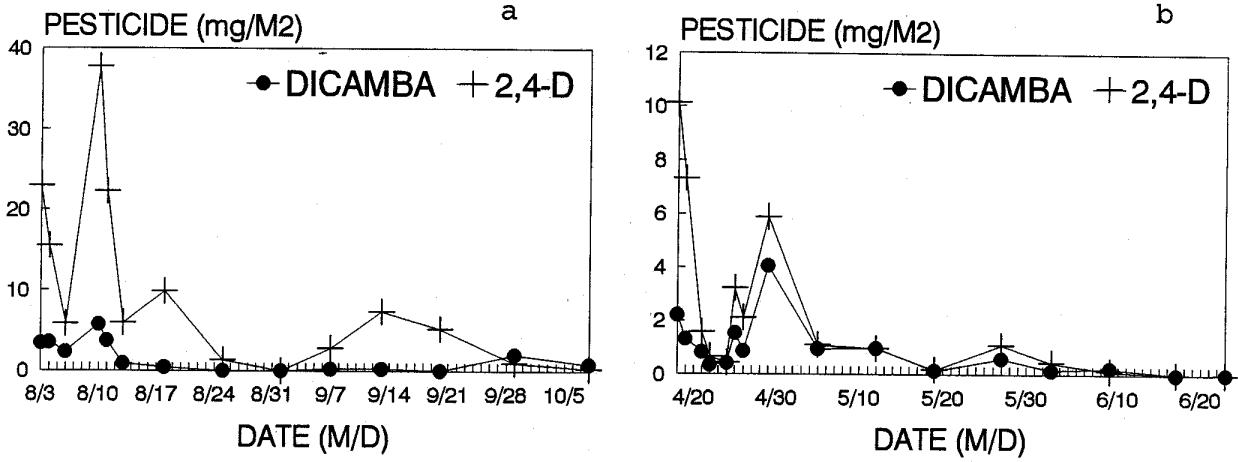 a
PESTICIDE (mg/M2)
40
30
20
10
0
DICAMBA 2,4-D
8/3 8/10 8/17 8/24 8/31 9/7 9/14 9/21 9/28 10/5
DATE (M/D)
b
PESTICIDE (mg/M2)
12
10
8
6
4
2
0
DICAMBA 2,4-D
4/20 4/30 5/10 5/20 5/30 6/10 6/20
DATE (M/D)